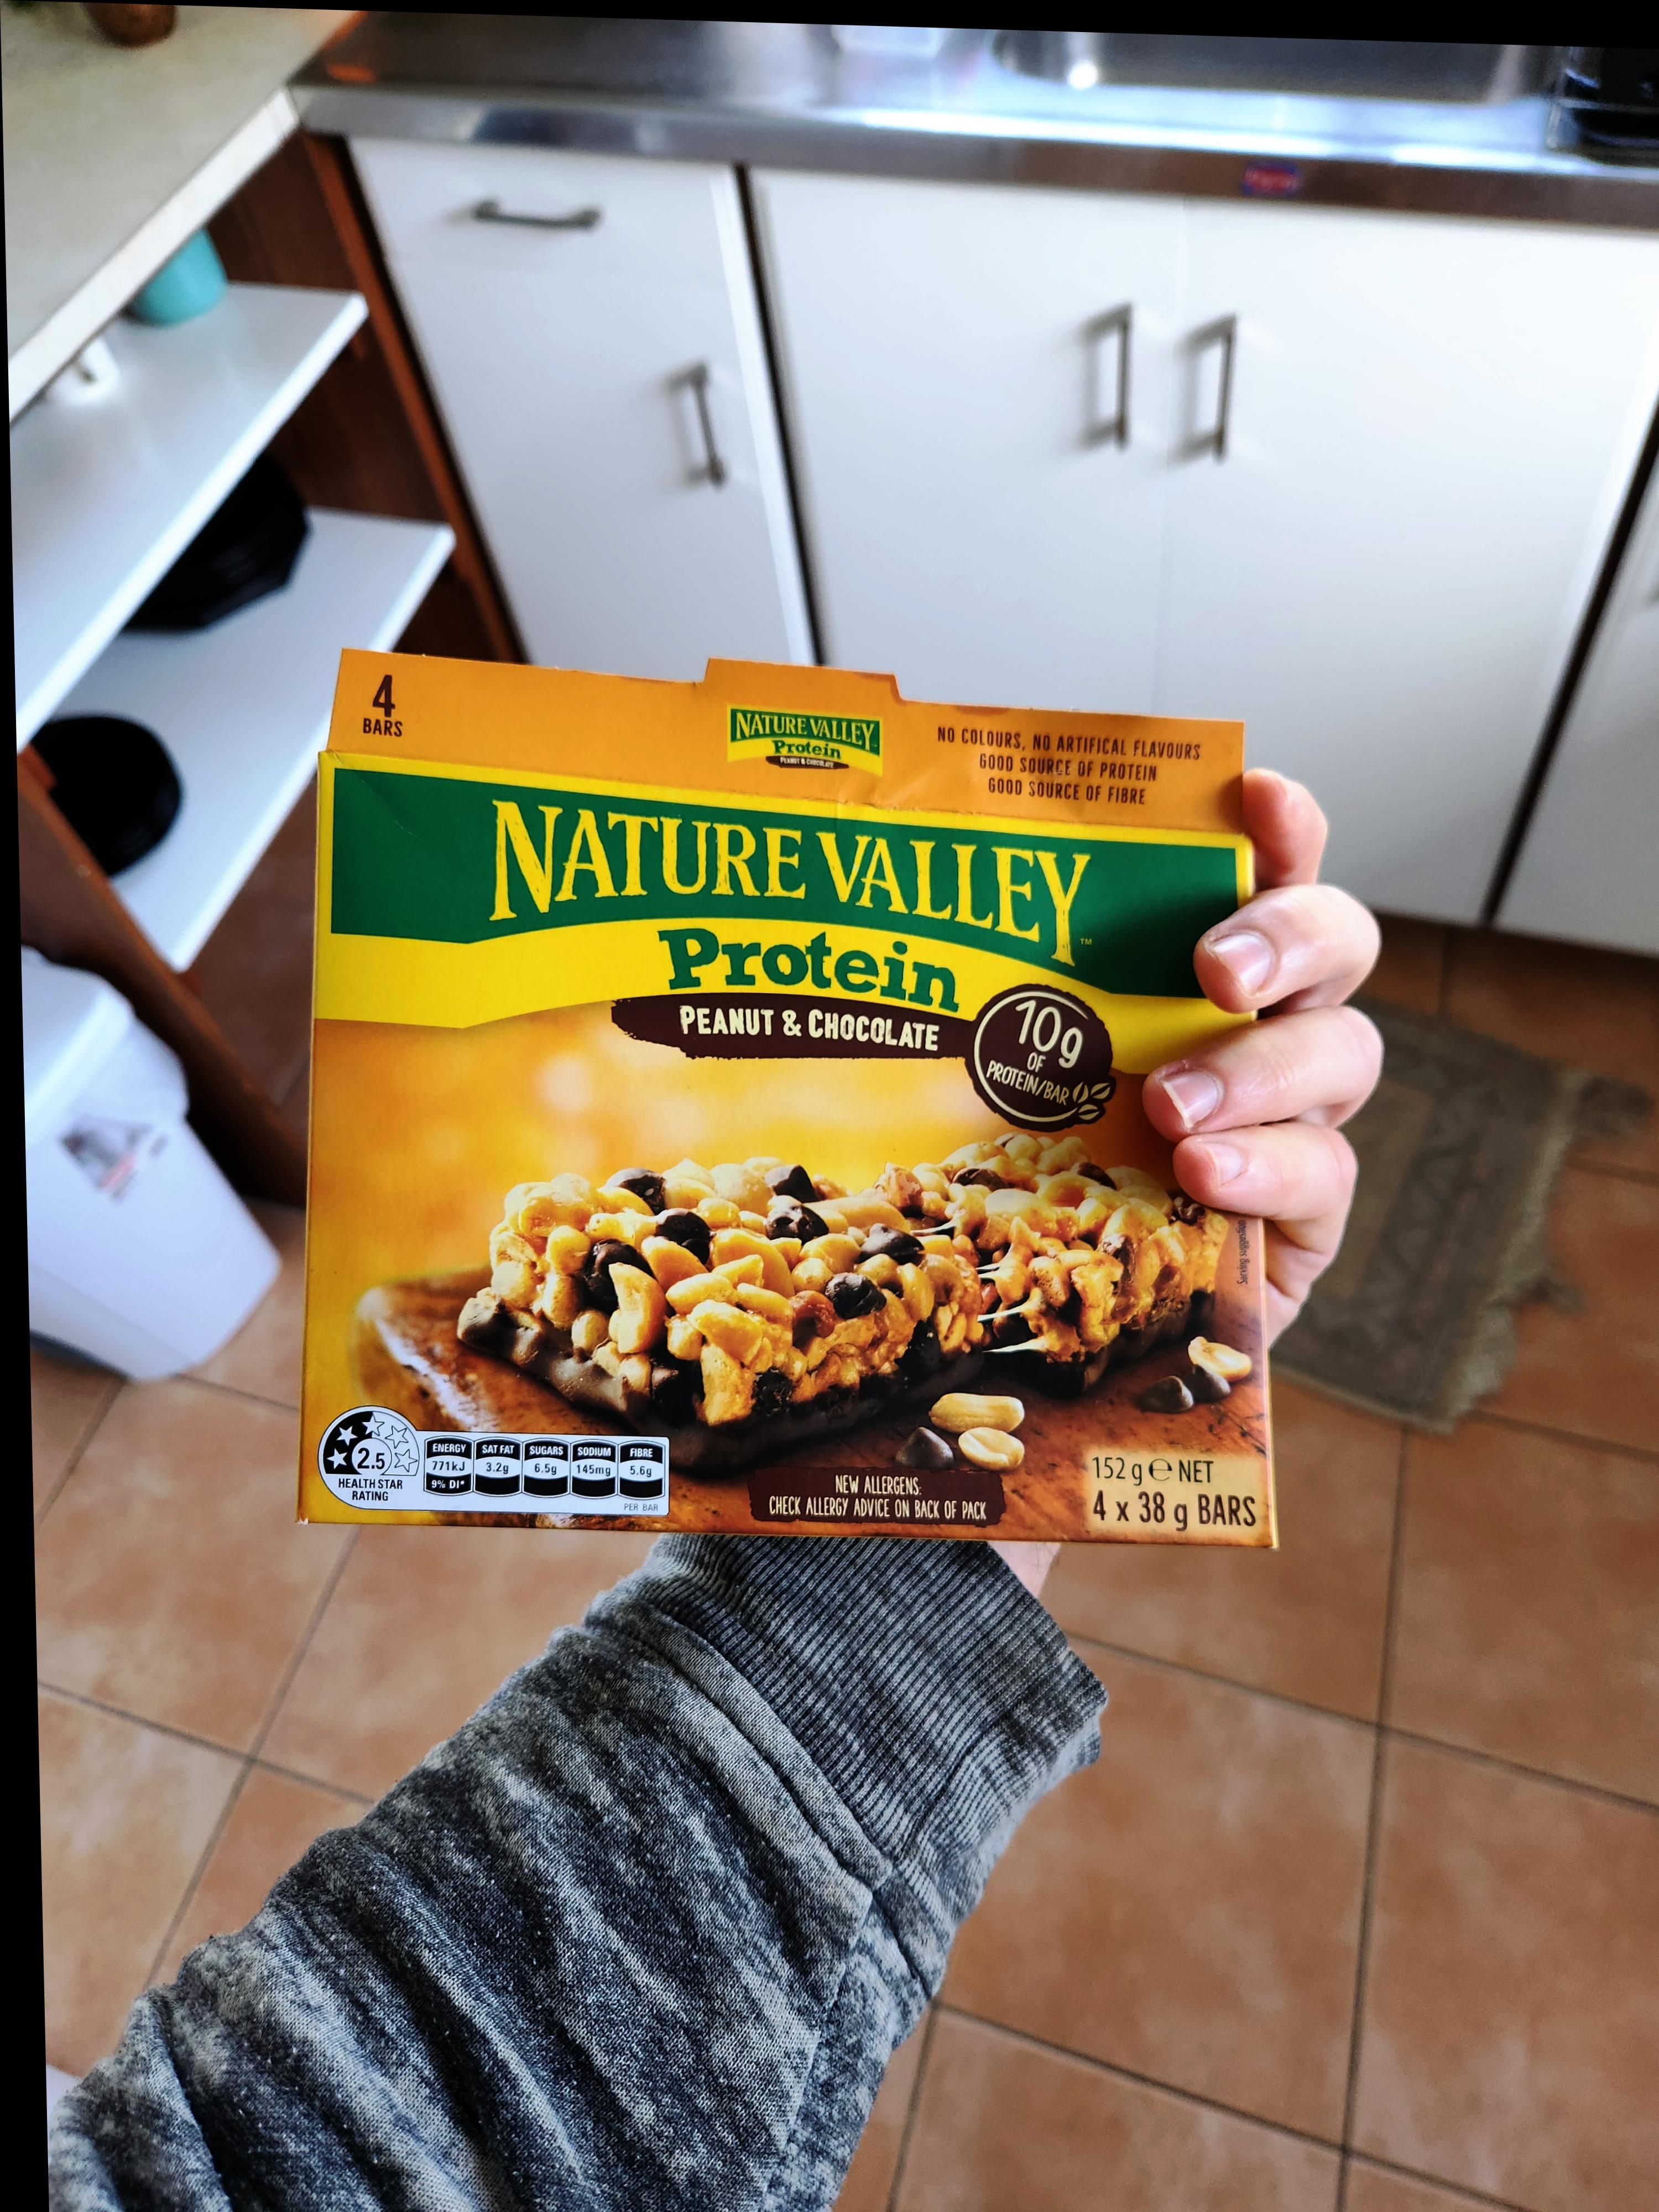 4
BARS
NATURE VALLEY
Protein
PEANUT & CHOCOLATE
NO COLOURS, NO ARTIFICAL FLAVOURS
GOOD SOURCE OF PROTEIN
GOOD SOURCE OF FIBRE
NATURE VALLEY
TM
Protein
PEANUT & CHOCOLATE
10g
OF
PROTEIN/BAR
Serving suggestion
2.5
HEALTH STAR
RATING
ENERGY SAT FAT SUGARS SODIUM FIBRE
771kJ 3.2g 6.5g 145mg 5.6g
9% DI*
PER BAR
NEW ALLERGENS:
CHECK ALLERGY ADVICE ON BACK OF PACK
152 g ℮ NET
4 x 38 g BARS